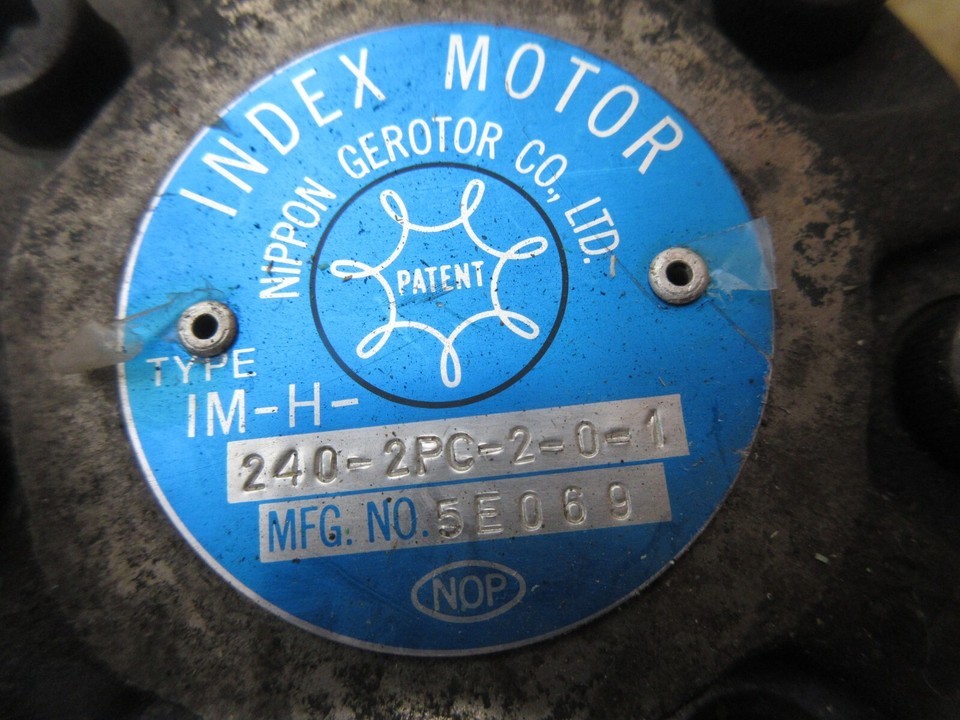 INDEX MOTOR
NIPPON GEROTOR CO., LTD.
PATENT
TYPE
IM-H-
240-2PC-2-0-1
MFG. NO. 5E069
NOP